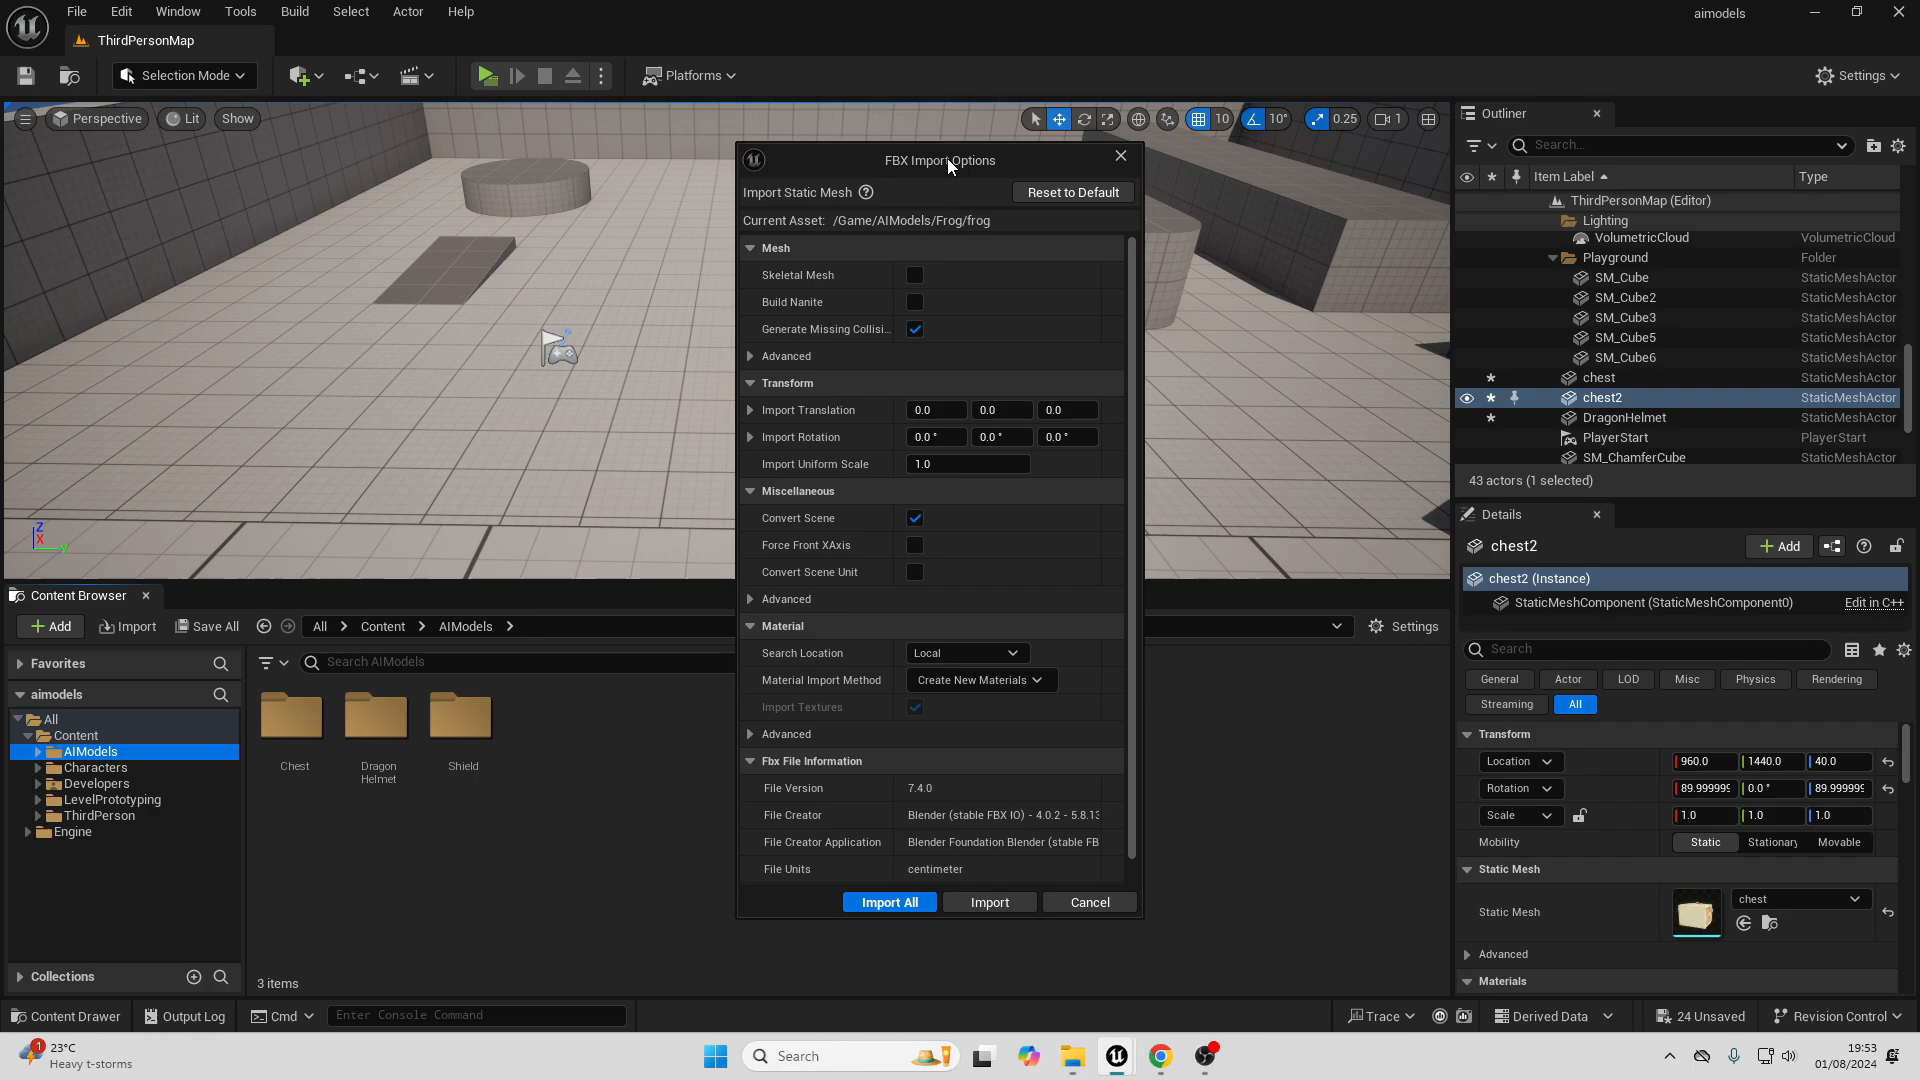 File Edit Window Tools Build Select Actor Help
aimodels
ThirdPersonMap
Selection Mode
Platforms
Settings
Perspective Lit Show
10 10° 0.25 1
FBX Import Options
Import Static Mesh Reset to Default
Current Asset: /Game/AIModels/Frog/frog
Mesh
Skeletal Mesh
Build Nanite
Generate Missing Collisi...
Advanced
Transform
Import Translation 0.0 0.0 0.0
Import Rotation 0.0 ° 0.0 ° 0.0 °
Import Uniform Scale 1.0
Miscellaneous
Convert Scene
Force Front XAxis
Convert Scene Unit
Advanced
Material
Search Location Local
Material Import Method Create New Materials
Import Textures
Advanced
Fbx File Information
File Version 7.4.0
File Creator Blender (stable FBX IO) - 4.0.2 - 5.8.13
File Creator Application Blender Foundation Blender (stable FB
File Units centimeter
Import All Import Cancel
Z
X
Y
Outliner
Search...
Item Label Type
ThirdPersonMap (Editor)
Lighting
VolumetricCloud VolumetricCloud
Playground Folder
SM_Cube StaticMeshActor
SM_Cube2 StaticMeshActor
SM_Cube3 StaticMeshActor
SM_Cube5 StaticMeshActor
SM_Cube6 StaticMeshActor
chest StaticMeshActor
chest2 StaticMeshActor
DragonHelmet StaticMeshActor
PlayerStart PlayerStart
SM_ChamferCube StaticMeshActor
43 actors (1 selected)
Details
chest2 Add
chest2 (Instance)
StaticMeshComponent (StaticMeshComponent0) Edit in C++
Search
General Actor LOD Misc Physics Rendering
Streaming All
Transform
Location 960.0 1440.0 40.0
Rotation 89.999999 0.0 ° 89.999999
Scale 1.0 1.0 1.0
Mobility Static Stationary Movable
Static Mesh
Static Mesh chest
Advanced
Materials
Content Browser
Add Import Save All All Content AIModels Settings
Favorites
Search AIModels
aimodels
All
Content
AIModels
Characters
Developers
LevelPrototyping
ThirdPerson
Engine
Chest
Dragon Helmet
Shield
Collections
3 items
Content Drawer Output Log Cmd Enter Console Command Trace Derived Data 24 Unsaved Revision Control
1
23°C
Heavy t-storms
Search
19:53
01/08/2024